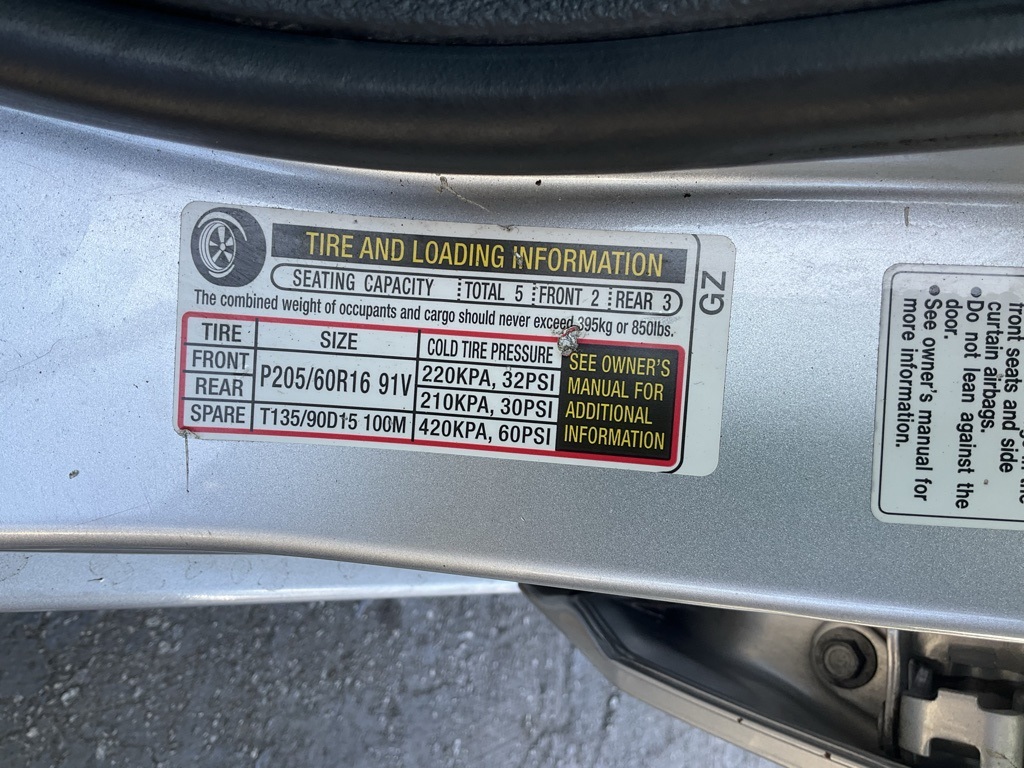 TIRE AND LOADING INFORMATION
SEATING CAPACITY TOTAL 5 FRONT 2 REAR 3
The combined weight of occupants and cargo should never exceed 395kg or 850lbs.
TIRE SIZE COLD TIRE PRESSURE
FRONT P205/60R16 91V 220KPA, 32PSI
REAR 210KPA, 30PSI
SPARE T135/90D15 100M 420KPA, 60PSI
SEE OWNER'S
MANUAL FOR
ADDITIONAL
INFORMATION
Z5
front seats and side
curtain airbags.
• Do not lean against the
door.
• See owner's manual for
more information.